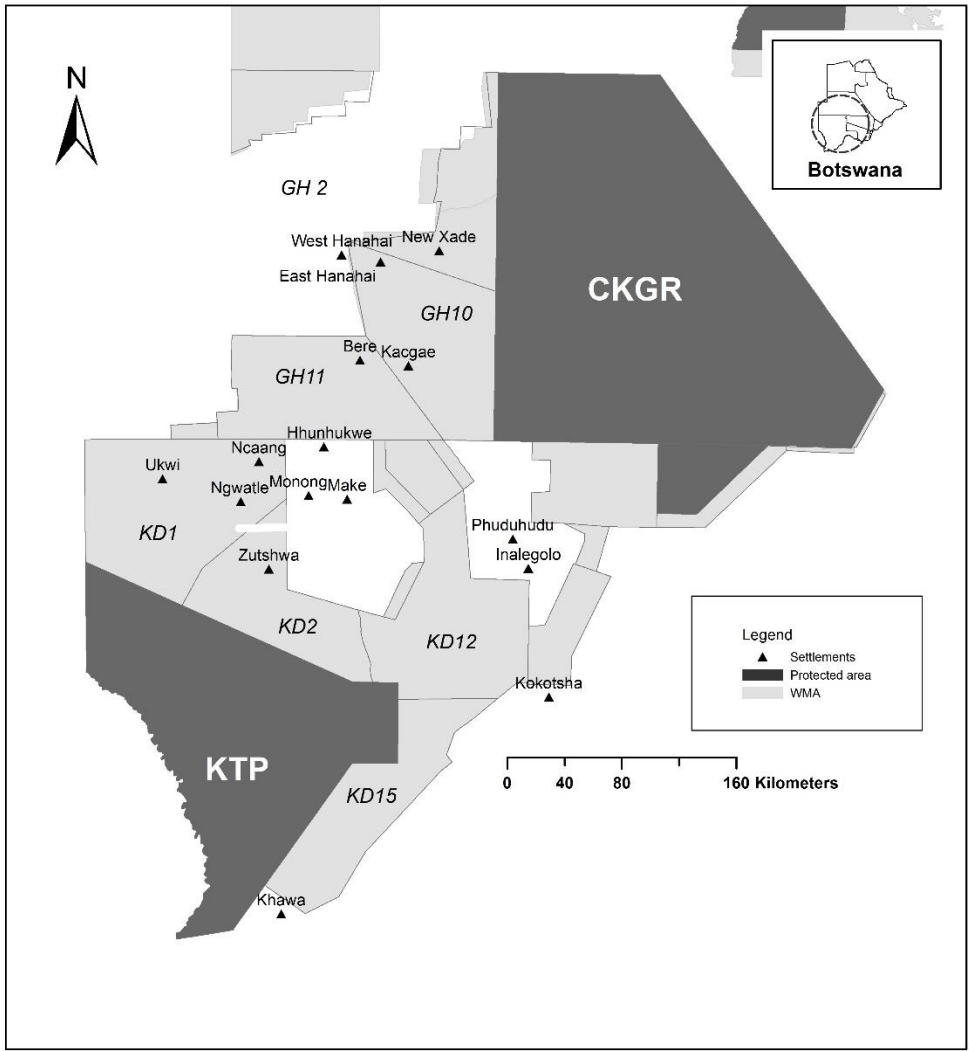 N
Botswana
GH 2
West Hanahai
New Xade
East Hanahai
CKGR
GH10
Bere
Kacgae
GH11
Hhunhukwe
Ncaang
Ukwi
Ngwatle
Monong
Make
KD1
Phuduhudu
Inalegolo
Zutshwa
KD2
KD12
Legend
Settlements
Protected area
WMA
Kokotsha
KTP
0 40 80 160 Kilometers
KD15
Khawa